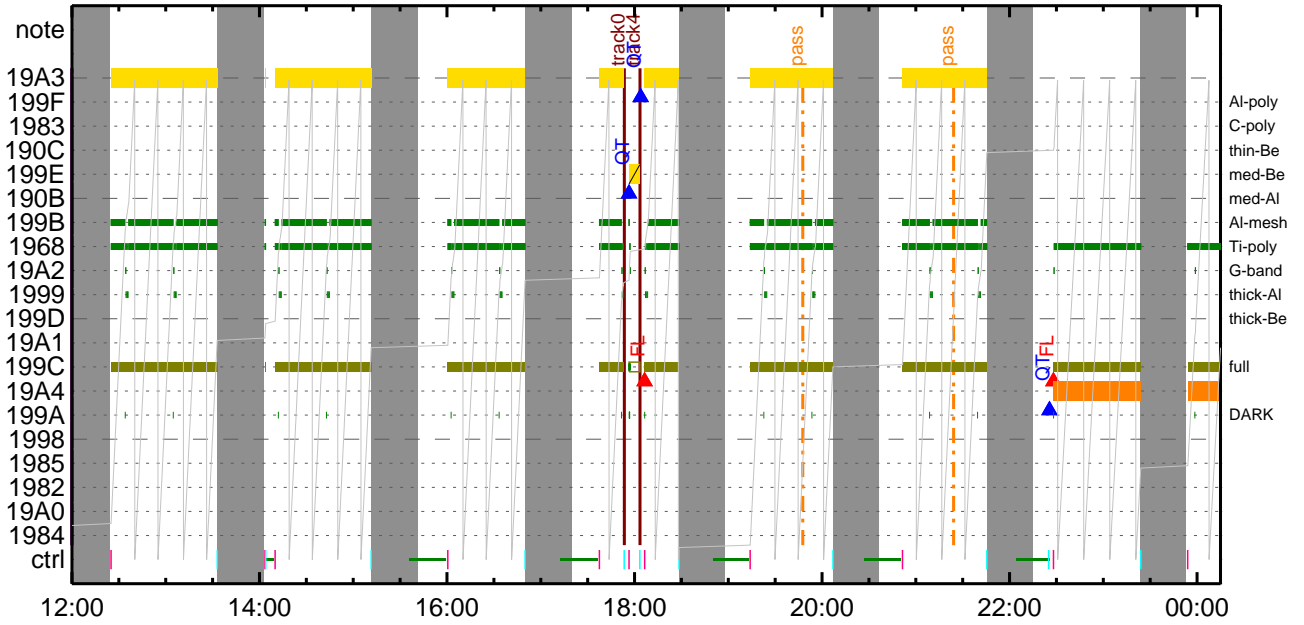 note
track0
track4
QT
pass
pass
19A3
199F Al-poly
1983 C-poly
190C thin-Be
QT
199E med-Be
190B med-Al
199B Al-mesh
1968 Ti-poly
19A2 G-band
1999 thick-Al
199D thick-Be
19A1
FL
QT
FL
199C full
19A4
199A DARK
1998
1985
1982
19A0
1984
ctrl
12:00 14:00 16:00 18:00 20:00 22:00 00:00